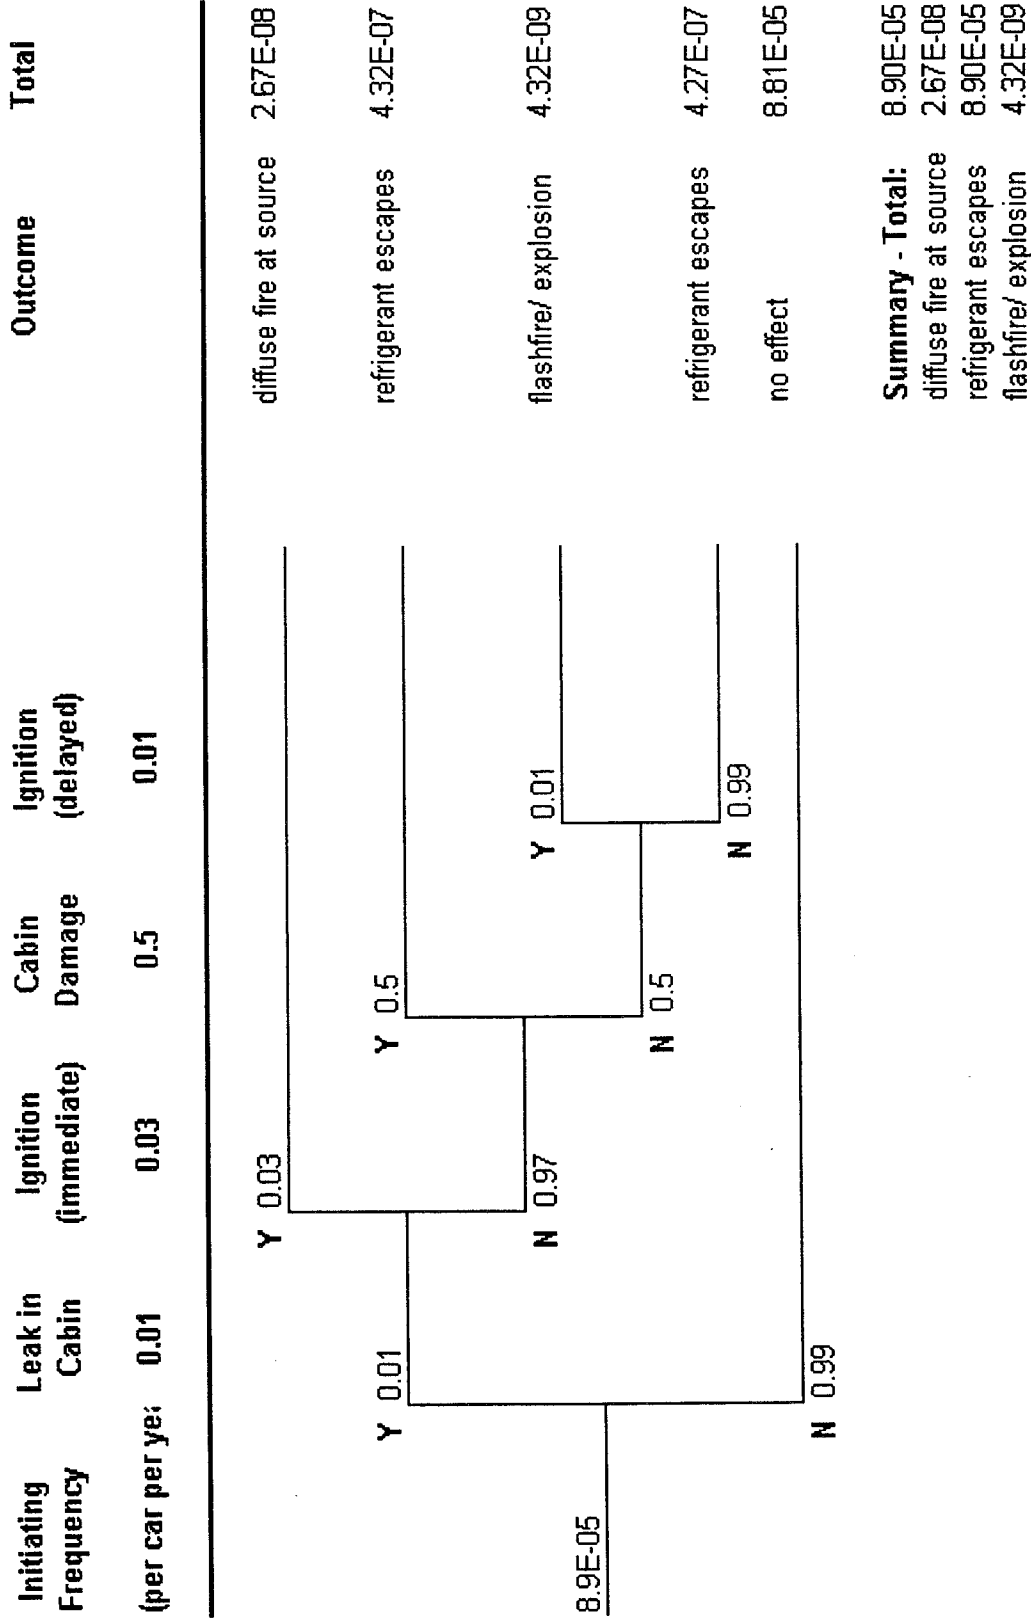 Initiating Frequency
Leak in Cabin
Ignition (immediate)
Cabin Damage
Ignition (delayed)
Outcome
Total
(per car per yea
0.01
0.03
0.5
0.01
8.9E-05
Y 0.01
N 0.99
Y 0.03
N 0.97
Y 0.5
N 0.5
Y 0.01
N 0.99
diffuse fire at source 2.67E-08
refrigerant escapes 4.32E-07
flashfire/ explosion 4.32E-09
refrigerant escapes 4.27E-07
no effect 8.81E-05
Summary - Total: 8.90E-05
diffuse fire at source 2.67E-08
refrigerant escapes 8.90E-05
flashfire/ explosion 4.32E-09